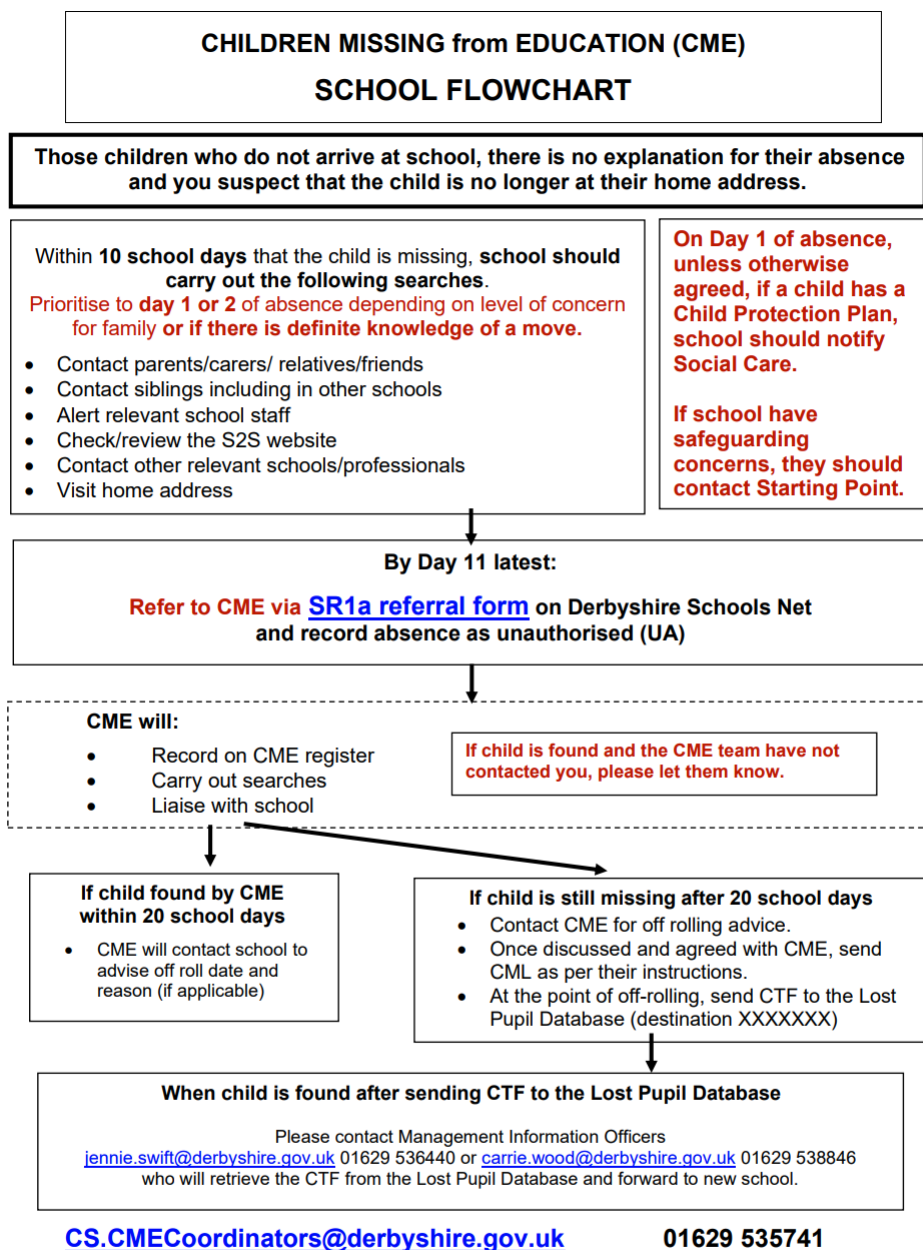 CHILDREN MISSING from EDUCATION (CME)
SCHOOL FLOWCHART
Those children who do not arrive at school, there is no explanation for their absence
and you suspect that the child is no longer at their home address.
Within 10 school days that the child is missing, school should
carry out the following searches.
Prioritise to day 1 or 2 of absence depending on level of concern
for family or if there is definite knowledge of a move.
• Contact parents/carers/ relatives/friends
• Contact siblings including in other schools
• Alert relevant school staff
• Check/review the S2S website
• Contact other relevant schools/professionals
• Visit home address
On Day 1 of absence,
unless otherwise
agreed, if a child has a
Child Protection Plan,
school should notify
Social Care.
If school have
safeguarding
concerns, they should
contact Starting Point.
By Day 11 latest:
Refer to CME via SR1a referral form on Derbyshire Schools Net
and record absence as unauthorised (UA)
CME will:
• Record on CME register
• Carry out searches
• Liaise with school
If child is found and the CME team have not
contacted you, please let them know.
If child found by CME
within 20 school days
• CME will contact school to
advise off roll date and
reason (if applicable)
If child is still missing after 20 school days
• Contact CME for off rolling advice.
• Once discussed and agreed with CME, send
CML as per their instructions.
• At the point of off-rolling, send CTF to the Lost
Pupil Database (destination XXXXXXX)
When child is found after sending CTF to the Lost Pupil Database
Please contact Management Information Officers
jennie.swift@derbyshire.gov.uk 01629 536440 or carrie.wood@derbyshire.gov.uk 01629 538846
who will retrieve the CTF from the Lost Pupil Database and forward to new school.
CS.CMECoordinators@derbyshire.gov.uk 01629 535741